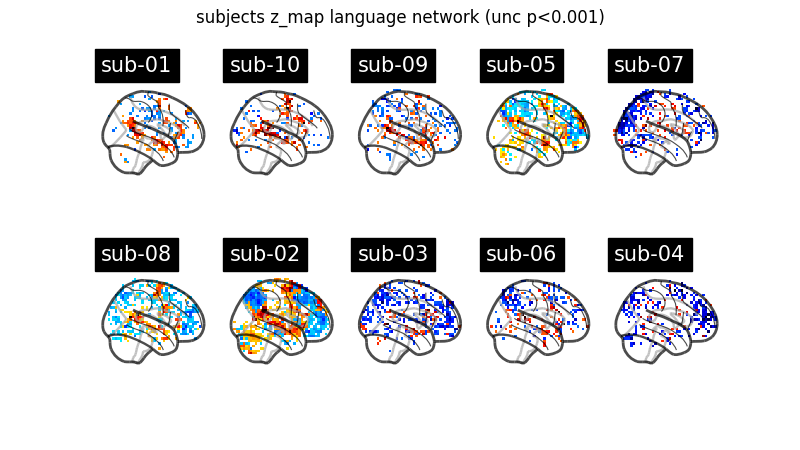 subjects z_map language network (unc p<0.001)
sub-01
sub-10
sub-09
sub-05
sub-07
sub-08
sub-02
sub-03
sub-06
sub-04